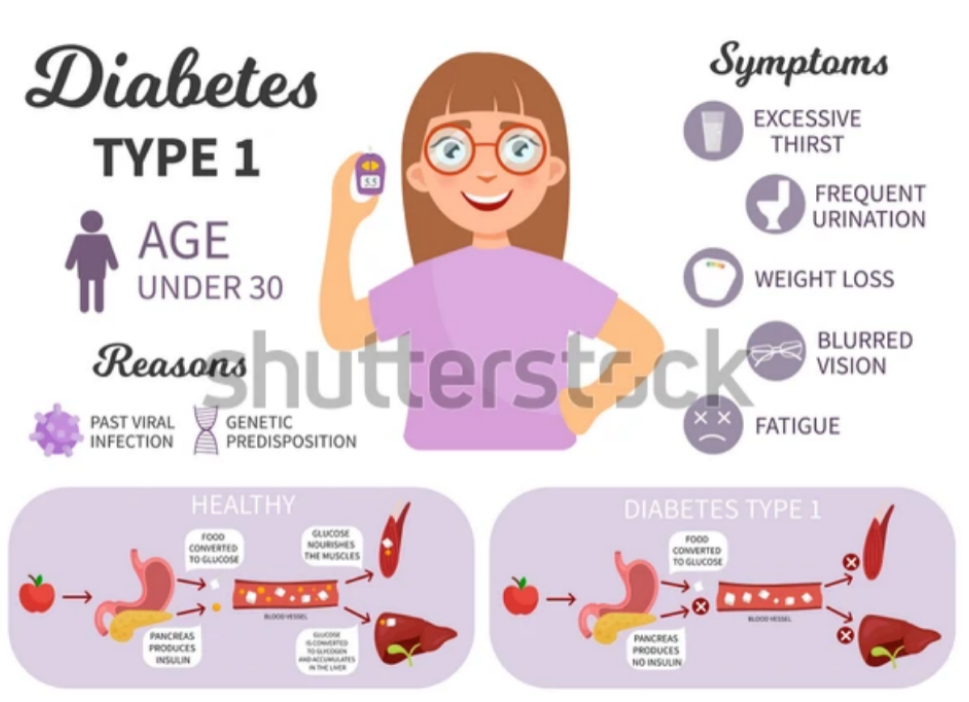 Diabetes
TYPE 1
AGE
UNDER 30
Reasons
PAST VIRAL
INFECTION
GENETIC
PREDISPOSITION
5.5
Symptoms
EXCESSIVE
THIRST
FREQUENT
URINATION
WEIGHT LOSS
BLURRED
VISION
FATIGUE
shutterstock
HEALTHY
FOOD
CONVERTED
TO GLUCOSE
GLUCOSE
NOURISHES
THE MUSCLES
BLOOD VESSEL
PANCREAS
PRODUCES
INSULIN
GLUCOSE
IS CONVERTED
TO GLYCOGEN
AND ACCUMULATES
IN THE LIVER
DIABETES TYPE 1
FOOD
CONVERTED
TO GLUCOSE
BLOOD VESSEL
PANCREAS
PRODUCES
NO INSULIN